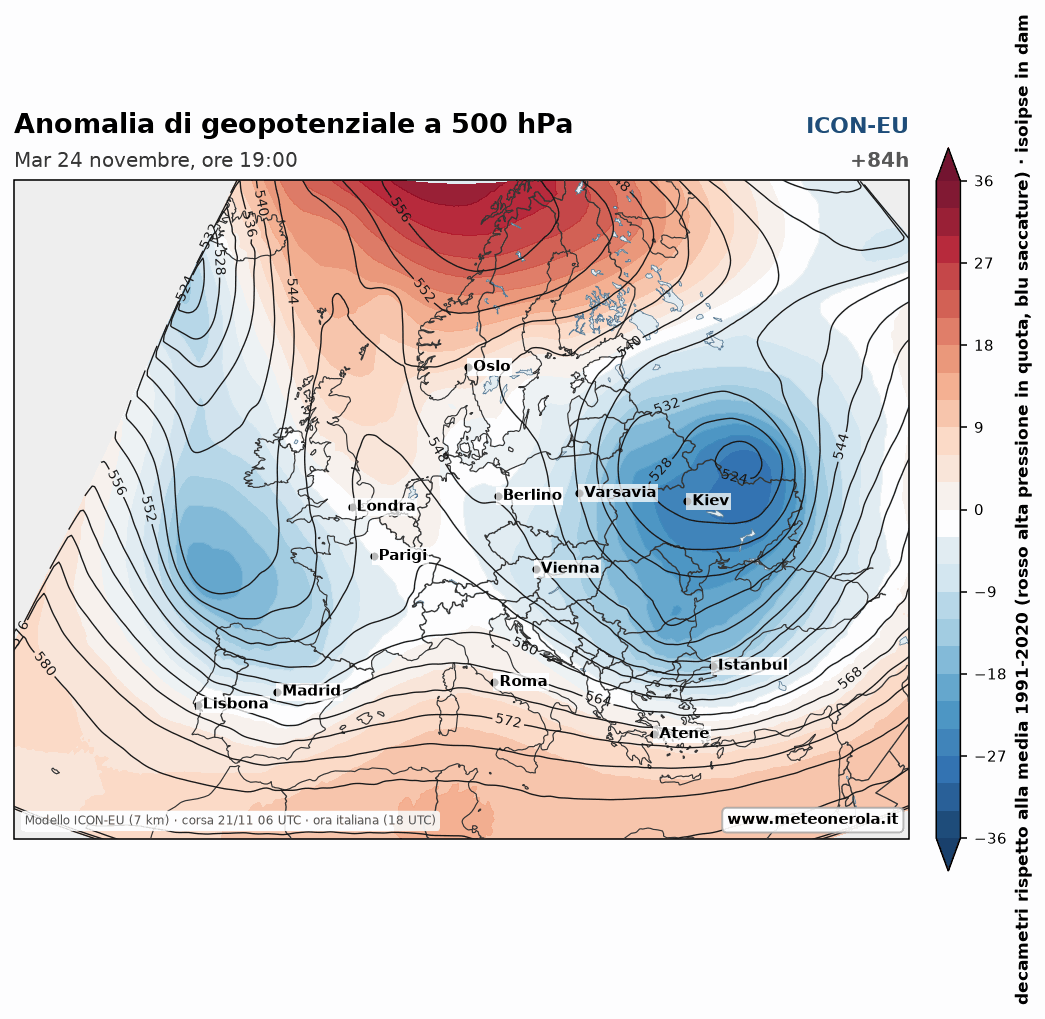 Anomalia di geopotenziale a 500 hPa
ICON-EU
Mar 24 novembre, ore 19:00
+84h
556
540
536
532
528
524
544
552
548
540
Oslo
532
528
524
544
548
556
552
Londra
Berlino
Varsavia
Kiev
Parigi
Vienna
560
580
Istanbul
568
Roma
Madrid
Lisbona
564
572
Atene
Modello ICON-EU (7 km) · corsa 21/11 06 UTC · ora italiana (18 UTC)
www.meteonerola.it
36
27
18
9
0
−9
−18
−27
−36
decametri rispetto alla media 1991-2020 (rosso alta pressione in quota, blu saccature) · isoipse in dam